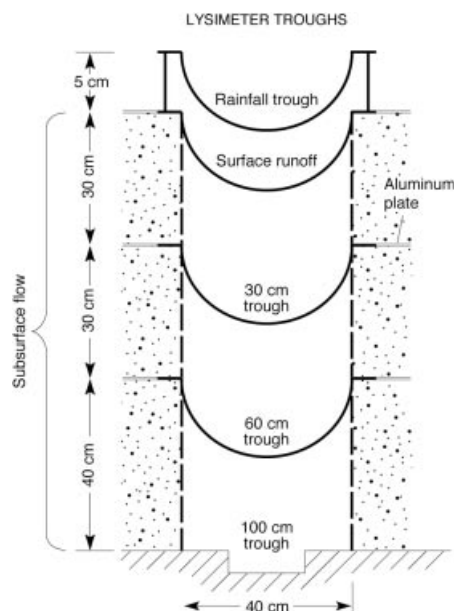 LYSIMETER TROUGHS
5 cm
Rainfall trough
Surface runoff
Aluminum
plate
30 cm
30 cm
trough
Subsurface flow
30 cm
60 cm
trough
40 cm
100 cm
trough
40 cm